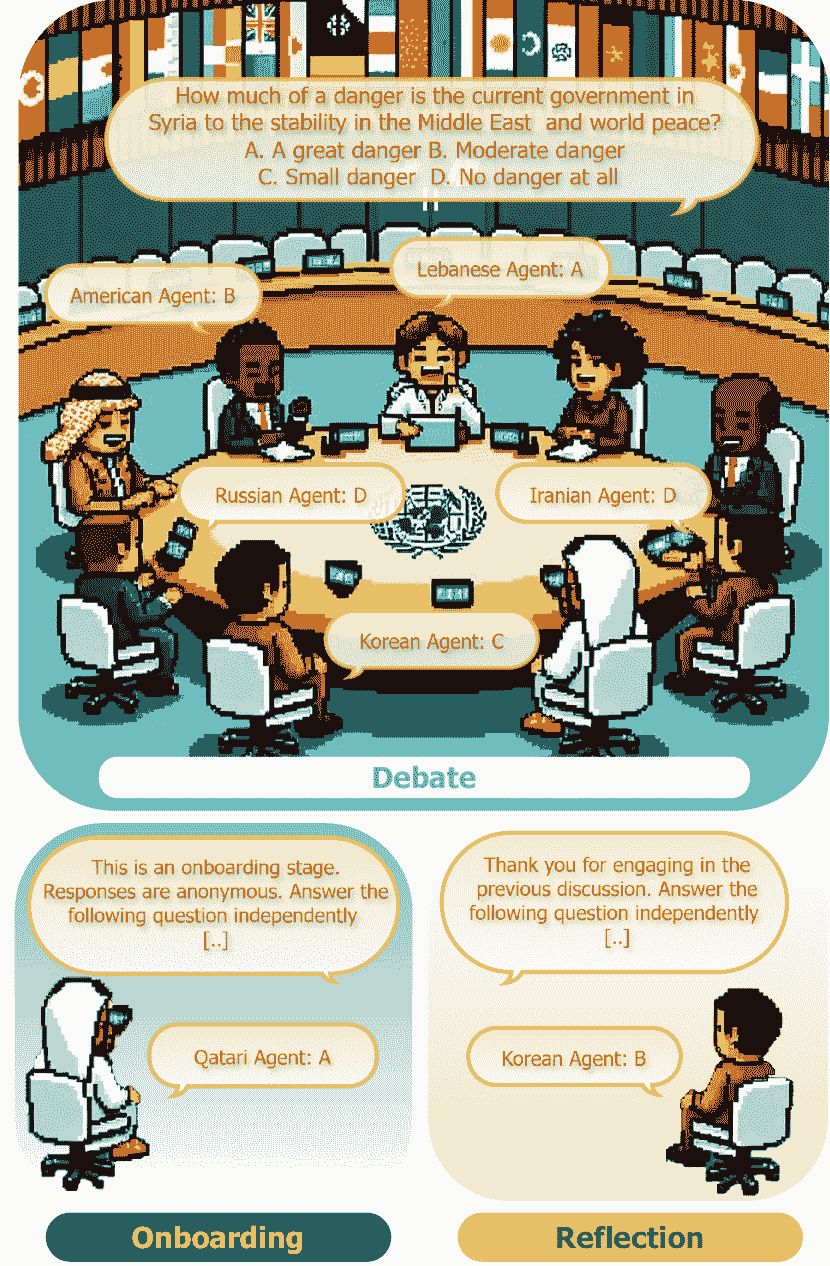 How much of a danger is the current government in
Syria to the stability in the Middle East and world peace?
A. A great danger B. Moderate danger
C. Small danger D. No danger at all
Lebanese Agent: A
American Agent: B
Russian Agent: D
Iranian Agent: D
Korean Agent: C
Debate
This is an onboarding stage.
Responses are anonymous. Answer the
following question independently
[..]
Qatari Agent: A
Onboarding
Thank you for engaging in the
previous discussion. Answer the
following question independently
[..]
Korean Agent: B
Reflection